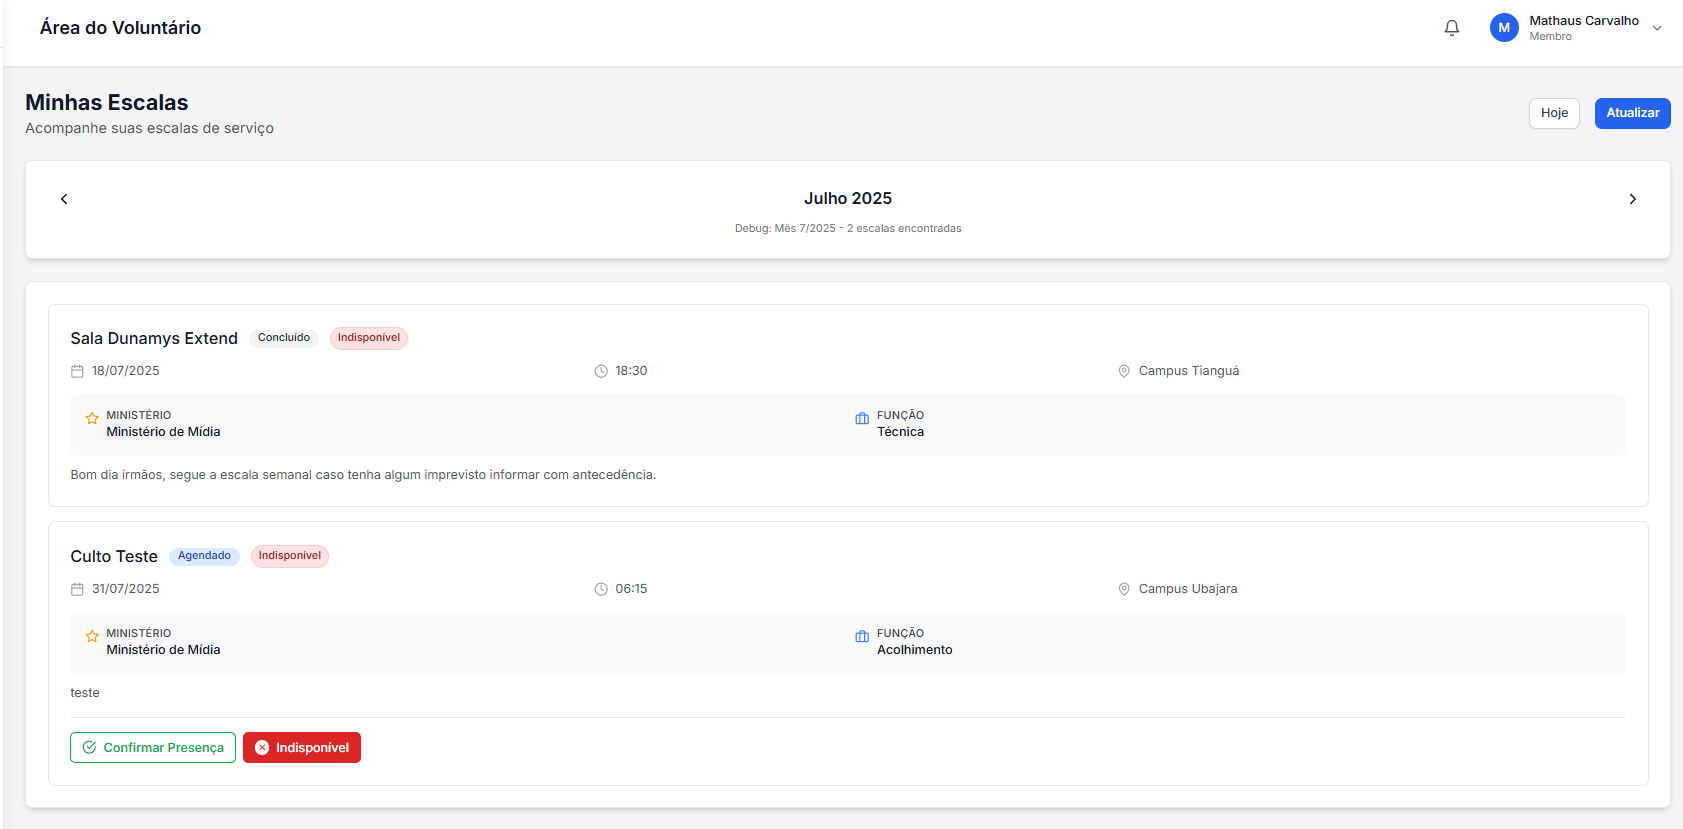 Área do Voluntário
M
Mathaus Carvalho
Membro
Minhas Escalas
Acompanhe suas escalas de serviço
Hoje
Atualizar
Julho 2025
Debug: Mês 7/2025 - 2 escalas encontradas
Sala Dunamys Extend Concluído Indisponível
18/07/2025 18:30 Campus Tianguá
MINISTÉRIO
Ministério de Mídia
FUNÇÃO
Técnica
Bom dia irmãos, segue a escala semanal caso tenha algum imprevisto informar com antecedência.
Culto Teste Agendado Indisponível
31/07/2025 06:15 Campus Ubajara
MINISTÉRIO
Ministério de Mídia
FUNÇÃO
Acolhimento
teste
Confirmar Presença Indisponível